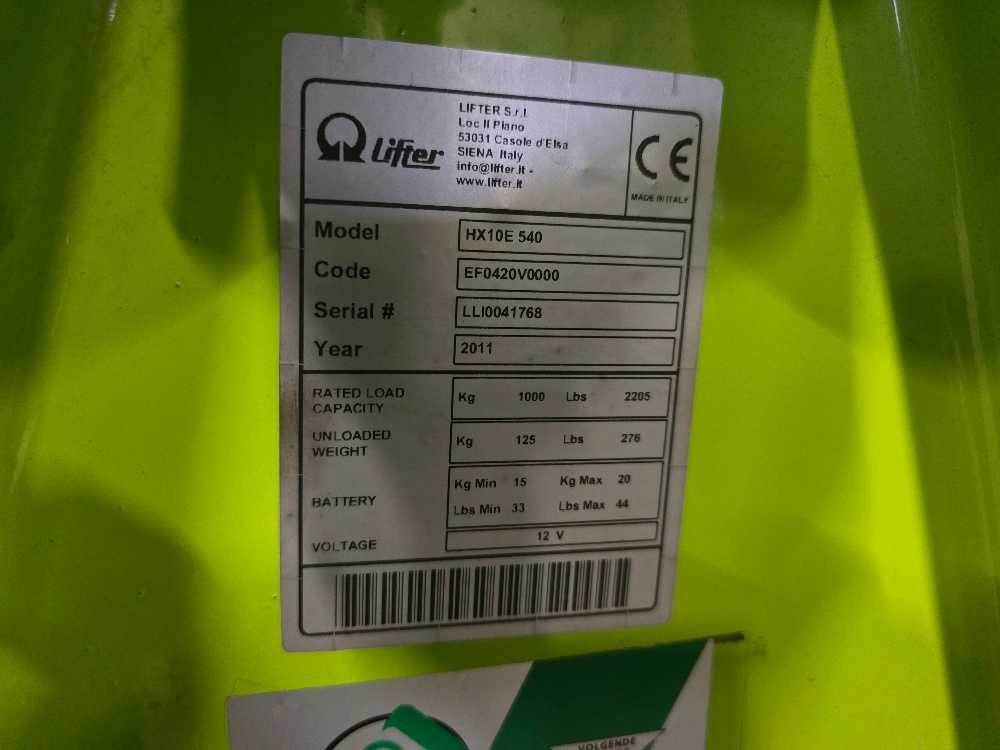 Lifter
LIFTER S.r.l.
Loc Il Piano
53031 Casole d'Elsa
SIENA Italy
info@lifter.it -
www.lifter.it
CE
MADE IN ITALY
Model HX10E 540
Code EF0420V0000
Serial # LLI0041768
Year 2011
RATED LOAD CAPACITY Kg 1000 Lbs 2205
UNLOADED WEIGHT Kg 125 Lbs 276
BATTERY Kg Min 15 Kg Max 20
Lbs Min 33 Lbs Max 44
VOLTAGE 12 V
VOLGENDE